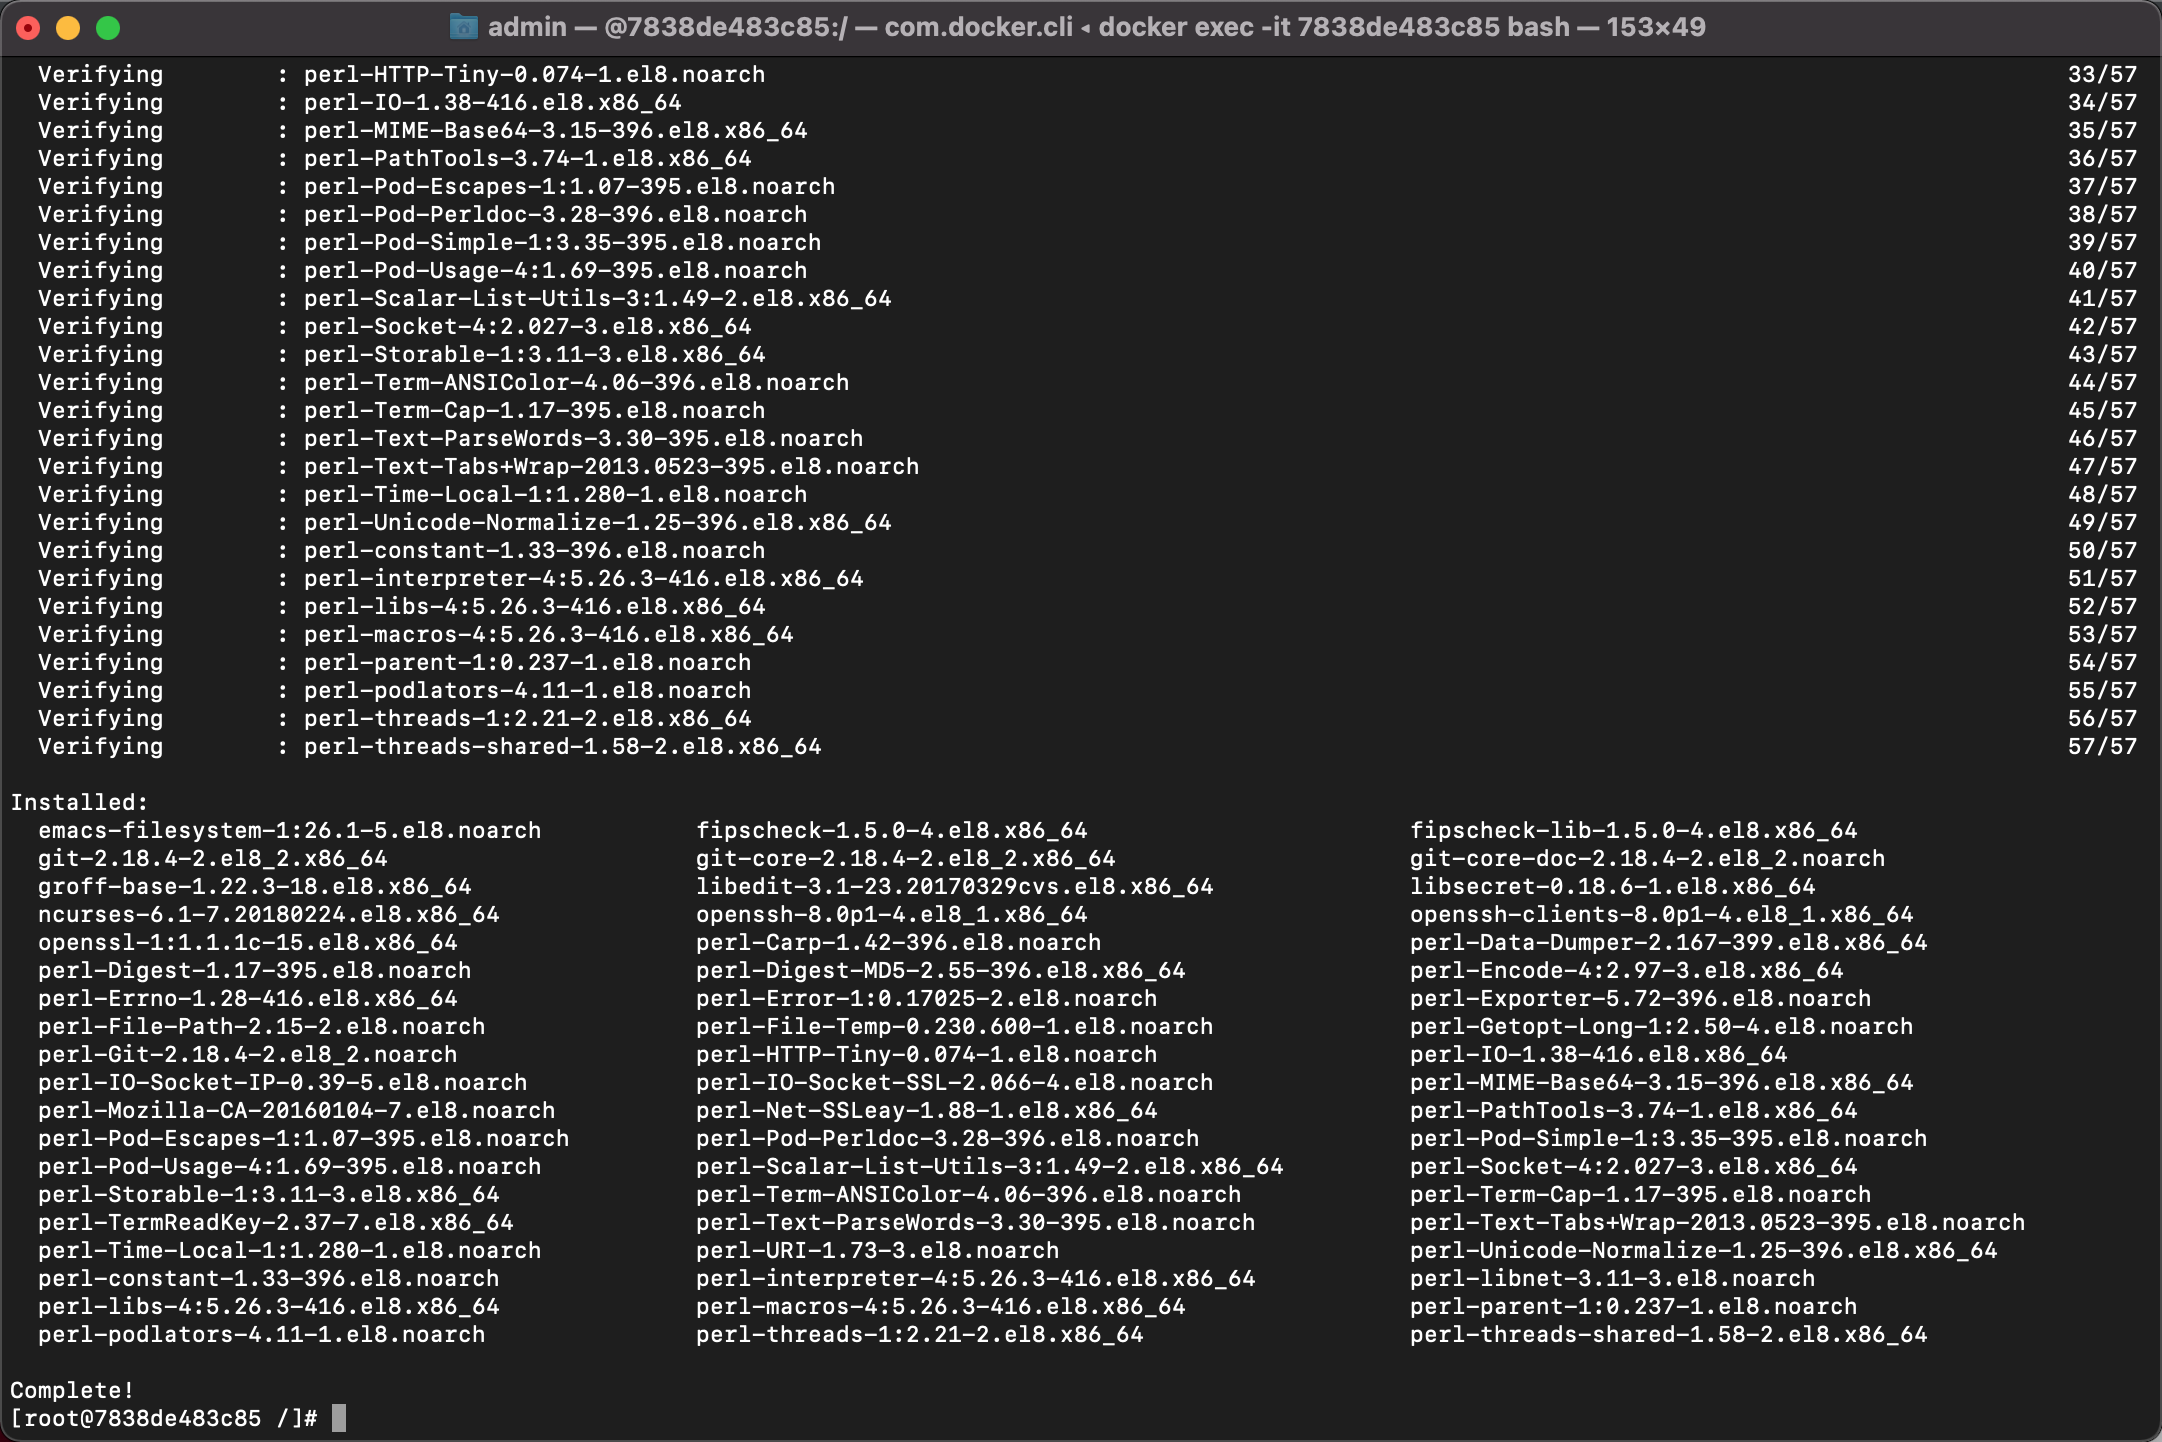 admin — @7838de483c85:/ — com.docker.cli ◂ docker exec -it 7838de483c85 bash — 153×49
Verifying : perl-HTTP-Tiny-0.074-1.el8.noarch 33/57
Verifying : perl-IO-1.38-416.el8.x86_64 34/57
Verifying : perl-MIME-Base64-3.15-396.el8.x86_64 35/57
Verifying : perl-PathTools-3.74-1.el8.x86_64 36/57
Verifying : perl-Pod-Escapes-1:1.07-395.el8.noarch 37/57
Verifying : perl-Pod-Perldoc-3.28-396.el8.noarch 38/57
Verifying : perl-Pod-Simple-1:3.35-395.el8.noarch 39/57
Verifying : perl-Pod-Usage-4:1.69-395.el8.noarch 40/57
Verifying : perl-Scalar-List-Utils-3:1.49-2.el8.x86_64 41/57
Verifying : perl-Socket-4:2.027-3.el8.x86_64 42/57
Verifying : perl-Storable-1:3.11-3.el8.x86_64 43/57
Verifying : perl-Term-ANSIColor-4.06-396.el8.noarch 44/57
Verifying : perl-Term-Cap-1.17-395.el8.noarch 45/57
Verifying : perl-Text-ParseWords-3.30-395.el8.noarch 46/57
Verifying : perl-Text-Tabs+Wrap-2013.0523-395.el8.noarch 47/57
Verifying : perl-Time-Local-1:1.280-1.el8.noarch 48/57
Verifying : perl-Unicode-Normalize-1.25-396.el8.x86_64 49/57
Verifying : perl-constant-1.33-396.el8.noarch 50/57
Verifying : perl-interpreter-4:5.26.3-416.el8.x86_64 51/57
Verifying : perl-libs-4:5.26.3-416.el8.x86_64 52/57
Verifying : perl-macros-4:5.26.3-416.el8.x86_64 53/57
Verifying : perl-parent-1:0.237-1.el8.noarch 54/57
Verifying : perl-podlators-4.11-1.el8.noarch 55/57
Verifying : perl-threads-1:2.21-2.el8.x86_64 56/57
Verifying : perl-threads-shared-1.58-2.el8.x86_64 57/57
Installed:
emacs-filesystem-1:26.1-5.el8.noarch fipscheck-1.5.0-4.el8.x86_64 fipscheck-lib-1.5.0-4.el8.x86_64
git-2.18.4-2.el8_2.x86_64 git-core-2.18.4-2.el8_2.x86_64 git-core-doc-2.18.4-2.el8_2.noarch
groff-base-1.22.3-18.el8.x86_64 libedit-3.1-23.20170329cvs.el8.x86_64 libsecret-0.18.6-1.el8.x86_64
ncurses-6.1-7.20180224.el8.x86_64 openssh-8.0p1-4.el8_1.x86_64 openssh-clients-8.0p1-4.el8_1.x86_64
openssl-1:1.1.1c-15.el8.x86_64 perl-Carp-1.42-396.el8.noarch perl-Data-Dumper-2.167-399.el8.x86_64
perl-Digest-1.17-395.el8.noarch perl-Digest-MD5-2.55-396.el8.x86_64 perl-Encode-4:2.97-3.el8.x86_64
perl-Errno-1.28-416.el8.x86_64 perl-Error-1:0.17025-2.el8.noarch perl-Exporter-5.72-396.el8.noarch
perl-File-Path-2.15-2.el8.noarch perl-File-Temp-0.230.600-1.el8.noarch perl-Getopt-Long-1:2.50-4.el8.noarch
perl-Git-2.18.4-2.el8_2.noarch perl-HTTP-Tiny-0.074-1.el8.noarch perl-IO-1.38-416.el8.x86_64
perl-IO-Socket-IP-0.39-5.el8.noarch perl-IO-Socket-SSL-2.066-4.el8.noarch perl-MIME-Base64-3.15-396.el8.x86_64
perl-Mozilla-CA-20160104-7.el8.noarch perl-Net-SSLeay-1.88-1.el8.x86_64 perl-PathTools-3.74-1.el8.x86_64
perl-Pod-Escapes-1:1.07-395.el8.noarch perl-Pod-Perldoc-3.28-396.el8.noarch perl-Pod-Simple-1:3.35-395.el8.noarch
perl-Pod-Usage-4:1.69-395.el8.noarch perl-Scalar-List-Utils-3:1.49-2.el8.x86_64 perl-Socket-4:2.027-3.el8.x86_64
perl-Storable-1:3.11-3.el8.x86_64 perl-Term-ANSIColor-4.06-396.el8.noarch perl-Term-Cap-1.17-395.el8.noarch
perl-TermReadKey-2.37-7.el8.x86_64 perl-Text-ParseWords-3.30-395.el8.noarch perl-Text-Tabs+Wrap-2013.0523-395.el8.noarch
perl-Time-Local-1:1.280-1.el8.noarch perl-URI-1.73-3.el8.noarch perl-Unicode-Normalize-1.25-396.el8.x86_64
perl-constant-1.33-396.el8.noarch perl-interpreter-4:5.26.3-416.el8.x86_64 perl-libnet-3.11-3.el8.noarch
perl-libs-4:5.26.3-416.el8.x86_64 perl-macros-4:5.26.3-416.el8.x86_64 perl-parent-1:0.237-1.el8.noarch
perl-podlators-4.11-1.el8.noarch perl-threads-1:2.21-2.el8.x86_64 perl-threads-shared-1.58-2.el8.x86_64
Complete!
[root@7838de483c85 /]#